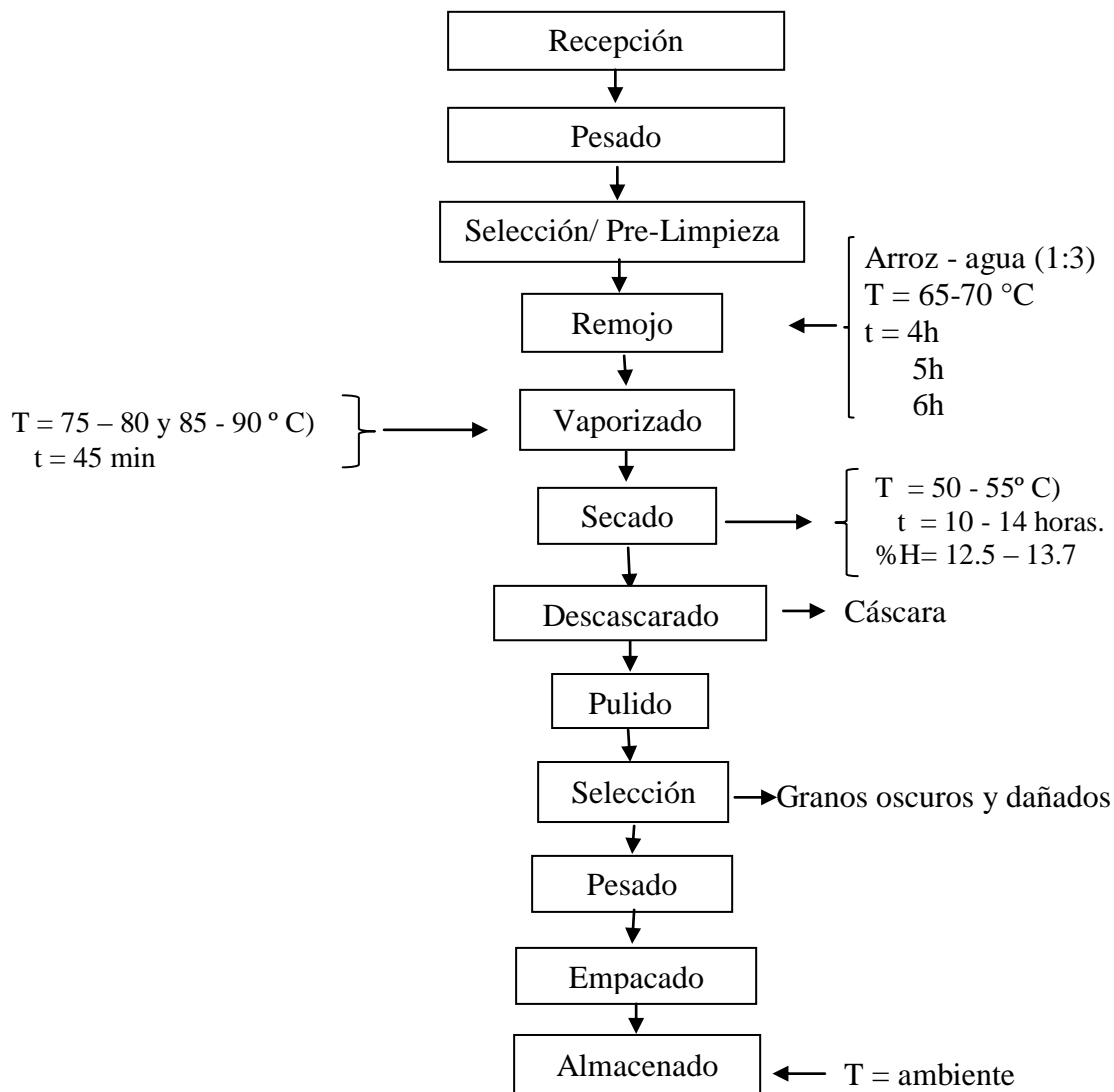 Recepción
Pesado
Selección/ Pre-Limpieza
Arroz - agua (1:3)
T = 65-70 °C
t = 4h
5h
6h
Remojo
T = 75 – 80 y 85 - 90 º C)
t = 45 min
Vaporizado
Secado
T = 50 - 55º C)
t = 10 - 14 horas.
%H= 12.5 – 13.7
Descascarado
Cáscara
Pulido
Selección
Granos oscuros y dañados
Pesado
Empacado
Almacenado
T = ambiente